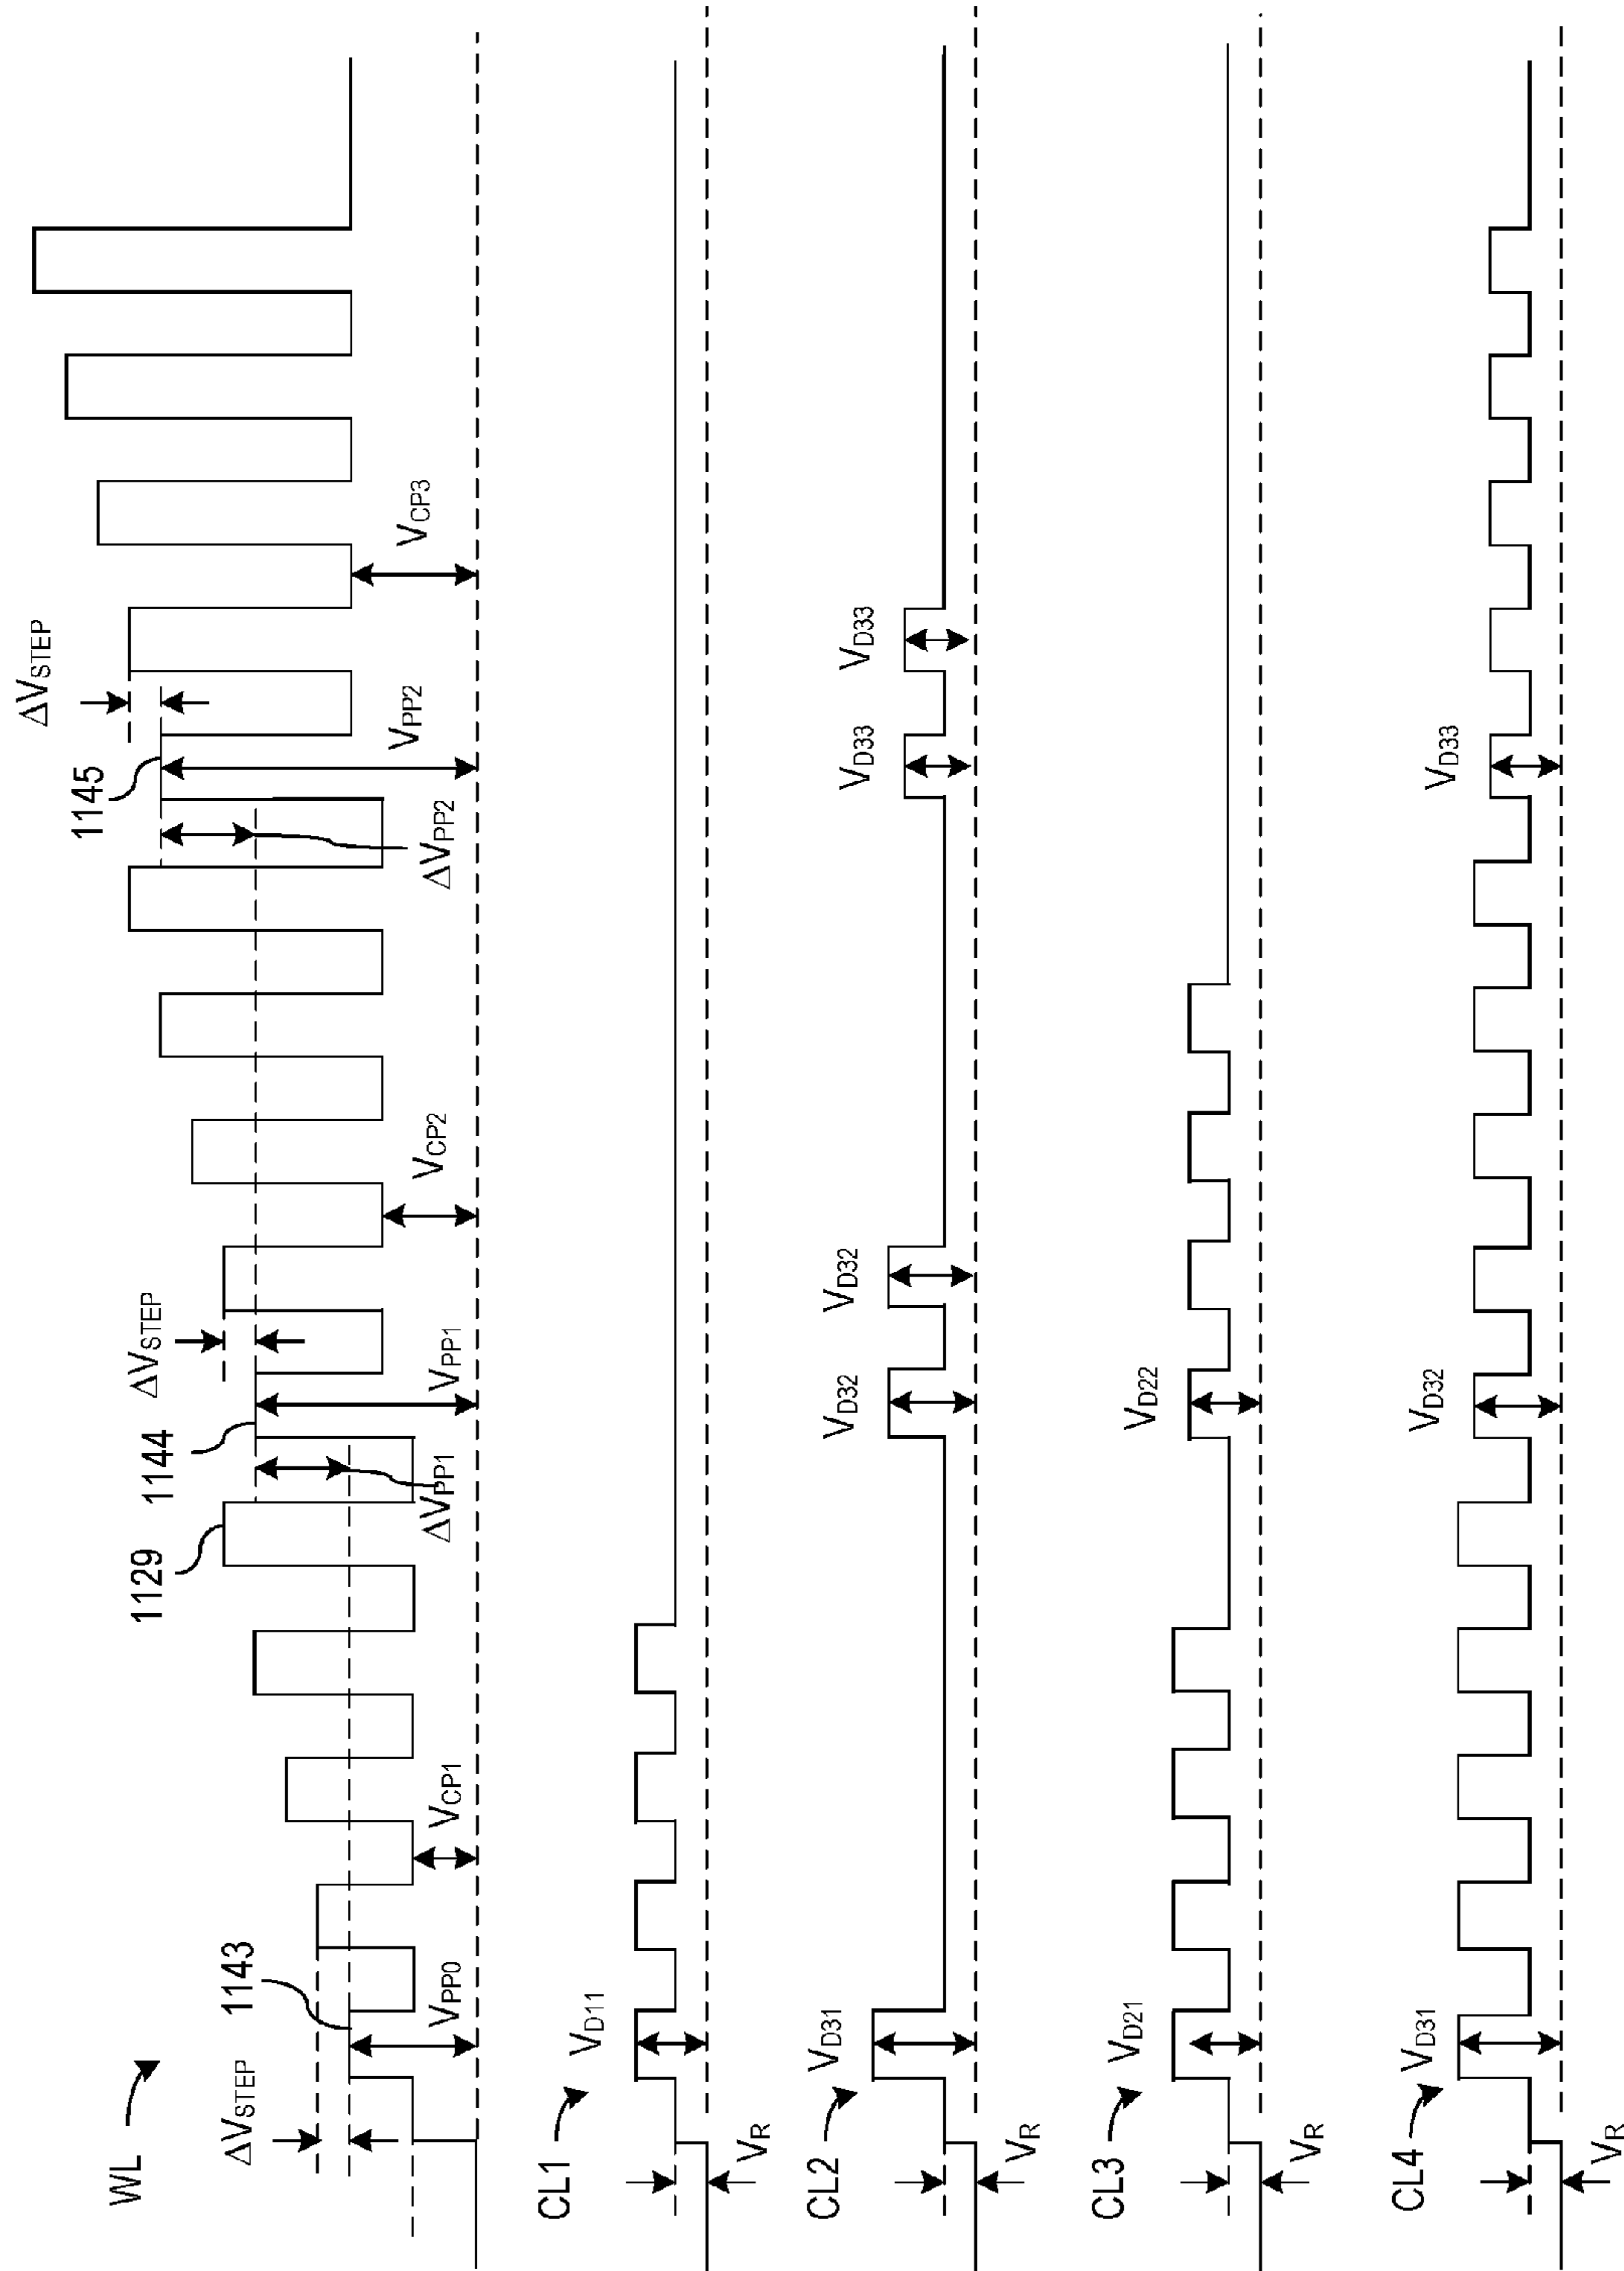 WL
ΔVSTEP
1143
VPP0
VCP1
1129
ΔVPP1
1144
VPP1
ΔVSTEP
VCP2
ΔVPP2
1145
VPP2
ΔVSTEP
VCP3
CL1
VR
VD11
CL2
VR
VD31
VD32
VD32
VD33
VD33
CL3
VR
VD21
VD22
CL4
VR
VD31
VD32
VD33